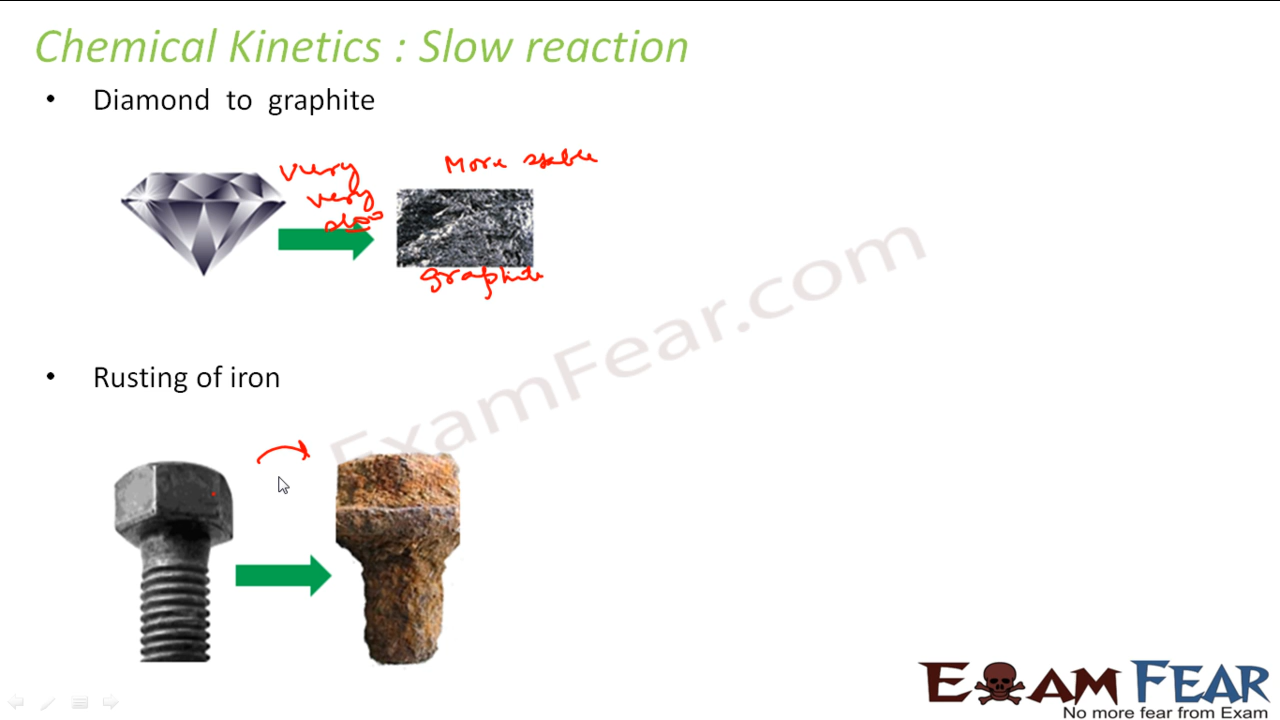 Chemical Kinetics : Slow reaction
• Diamond to graphite
very
very
slow
More stable
graphite
• Rusting of iron
ExamFear.com
EXAM FEAR
No more fear from Exam